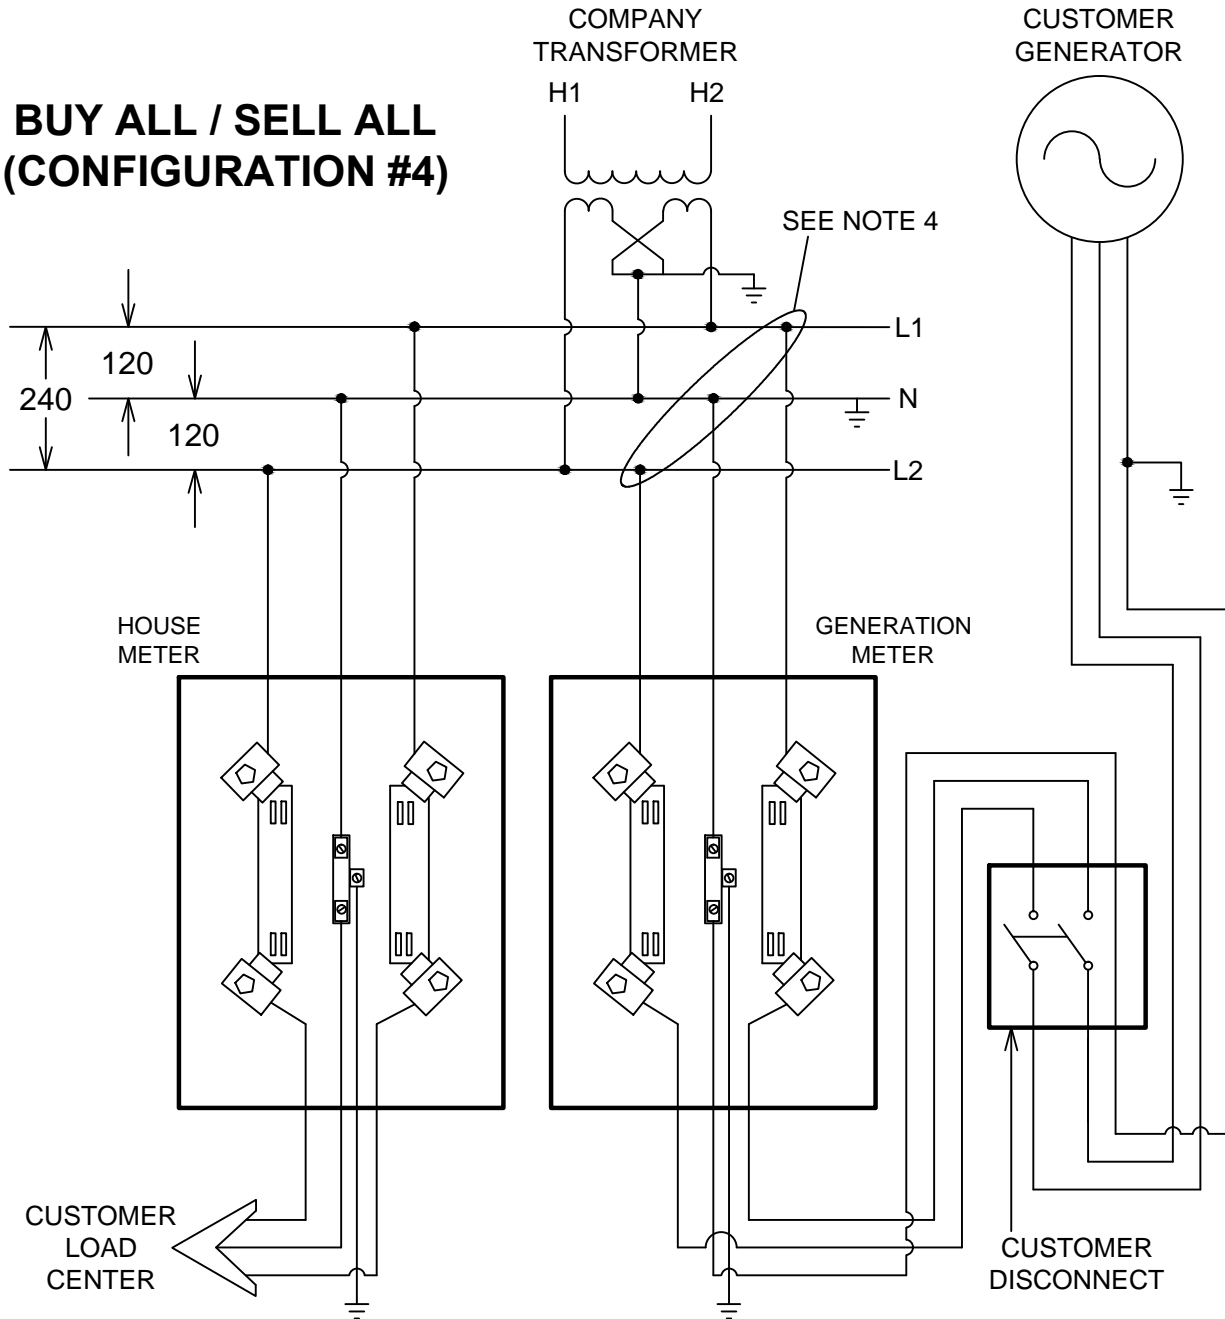 COMPANY
TRANSFORMER
H1 H2
CUSTOMER
GENERATOR
BUY ALL / SELL ALL
(CONFIGURATION #4)
SEE NOTE 4
L1
120
240
N
120
L2
HOUSE
METER
GENERATION
METER
CUSTOMER
LOAD
CENTER
CUSTOMER
DISCONNECT